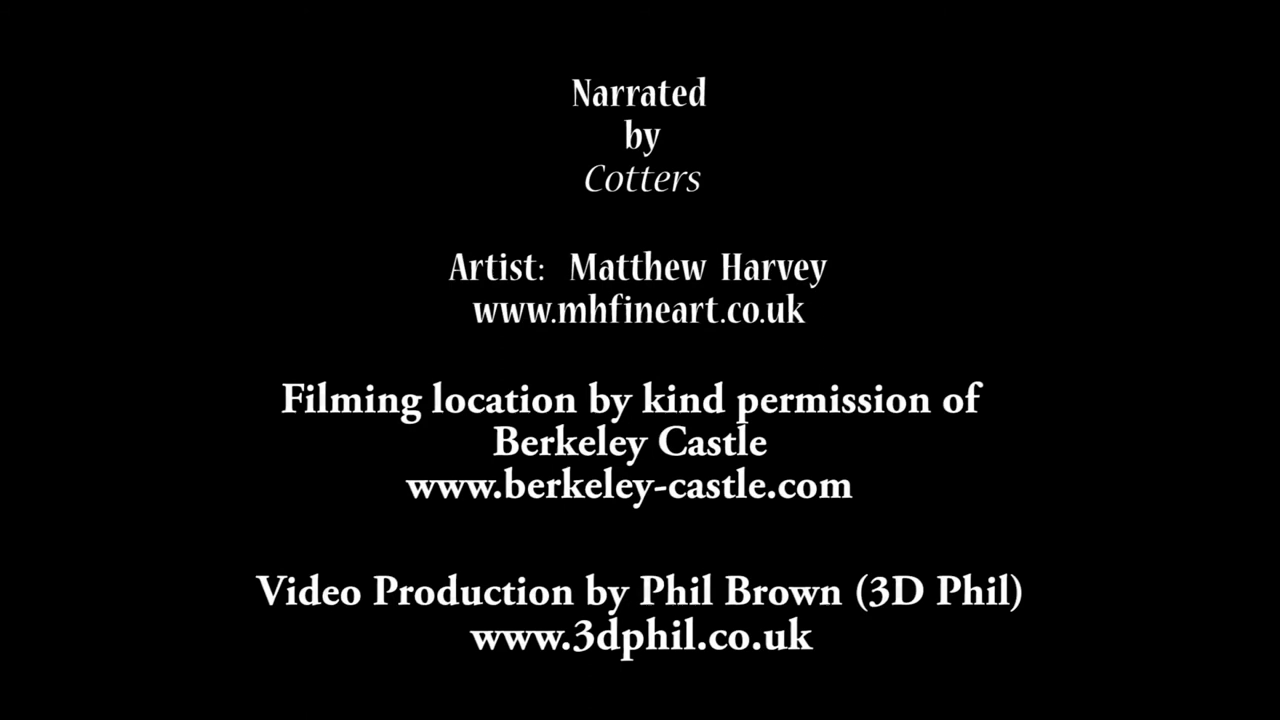 Narrated
by
Cotters
Artist: Matthew Harvey
www.mhfineart.co.uk
Filming location by kind permission of
Berkeley Castle
www.berkeley-castle.com
Video Production by Phil Brown (3D Phil)
www.3dphil.co.uk